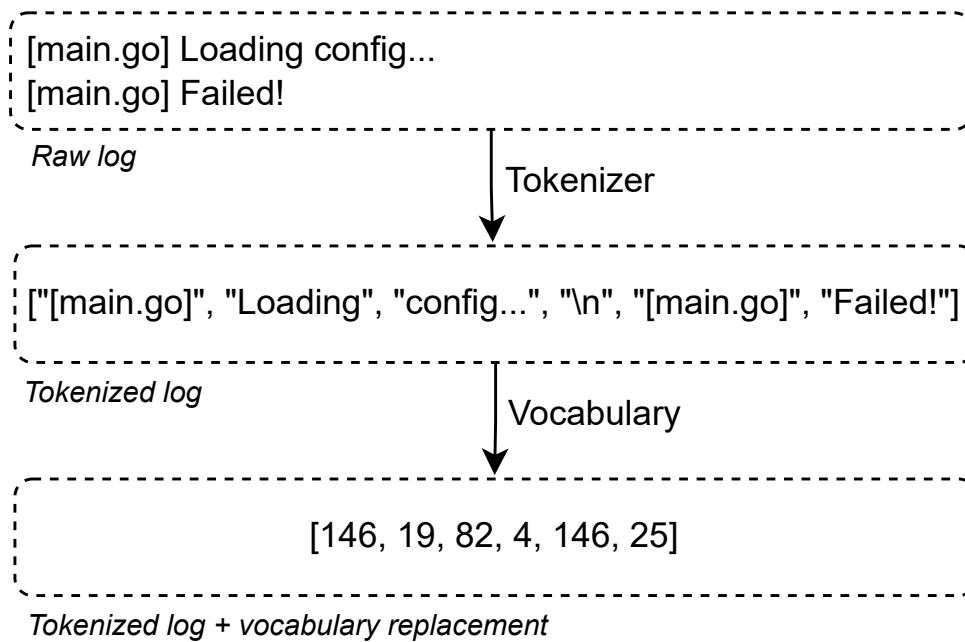 [main.go] Loading config...
[main.go] Failed!
Raw log
Tokenizer
["[main.go]", "Loading", "config...", "\n", "[main.go]", "Failed!"]
Tokenized log
Vocabulary
[146, 19, 82, 4, 146, 25]
Tokenized log + vocabulary replacement